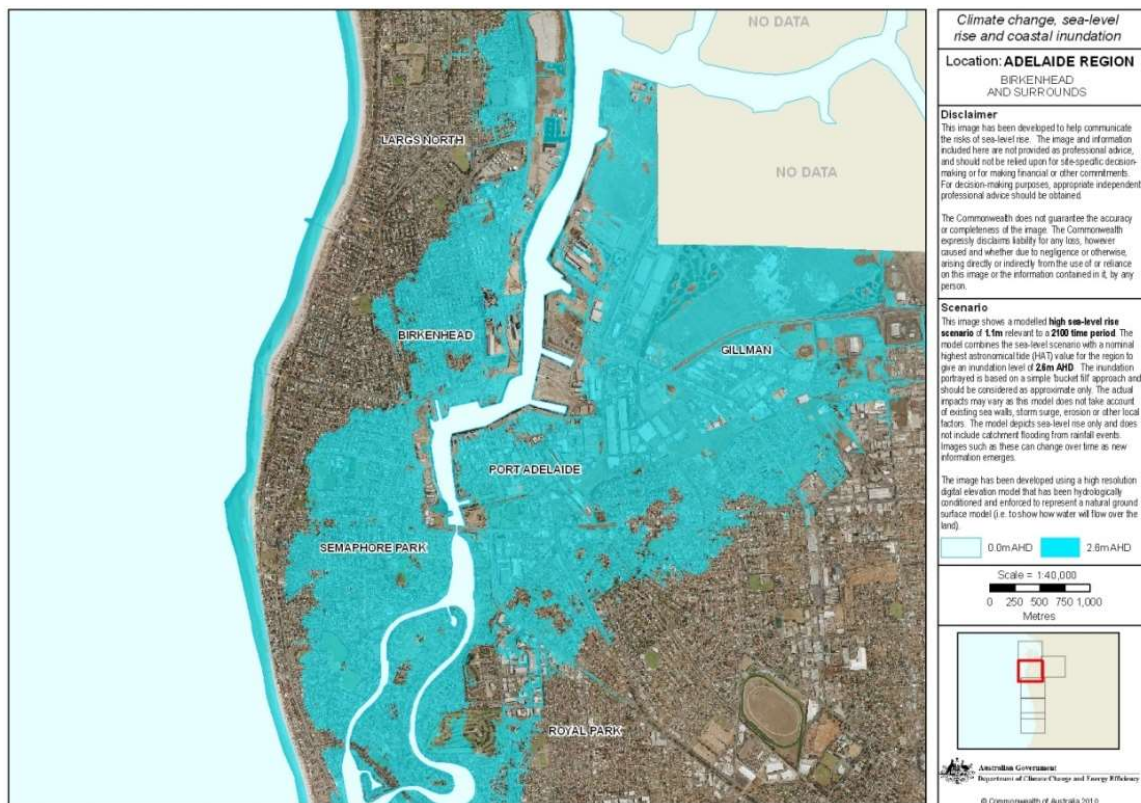 NO DATA
NO DATA
LARGS NORTH
BIRKENHEAD
GILLMAN
PORT ADELAIDE
SEMAPHORE PARK
ROYAL PARK
Climate change, sea-level
rise and coastal inundation
Location: ADELAIDE REGION
BIRKENHEAD
AND SURROUNDS
Disclaimer
This image has been developed to help communicate
the risks of sea-level rise. The image and information
included here are not provided as professional advice,
and should not be relied upon for site-specific decision-
making or for making financial or other commitments.
For decision-making purposes, appropriate independent
professional advice should be obtained.
The Commonwealth does not guarantee the accuracy
or completeness of the image. The Commonwealth
expressly disclaims liability for any loss, however
caused and whether due to negligence or otherwise,
arising directly or indirectly from the use of or reliance
on this image or the information contained in it, by any
person.
Scenario
This image shows a modelled high sea-level rise
scenario of 1.1m relevant to a 2100 time period. The
model combines the sea-level scenario with a nominal
highest astronomical tide (HAT) value for the region to
give an inundation level of 2.6m AHD. The inundation
portrayed is based on a simple 'bucket fill' approach and
should be considered as approximate only. The actual
impacts may vary as this model does not take account
of existing sea walls, storm surge, erosion or other local
factors. The model depicts sea-level rise only and does
not include catchment flooding from rainfall events.
Images such as these can change over time as new
information emerges.
The image has been developed using a high resolution
digital elevation model that has been hydrologically
conditioned and enforced to represent a natural ground
surface model (i.e. to show how water will flow over the
land).
0.0m AHD 2.6m AHD
Scale = 1:40,000
0 250 500 750 1,000
Metres
Australian Government
Department of Climate Change and Energy Efficiency
© Commonwealth of Australia 2010